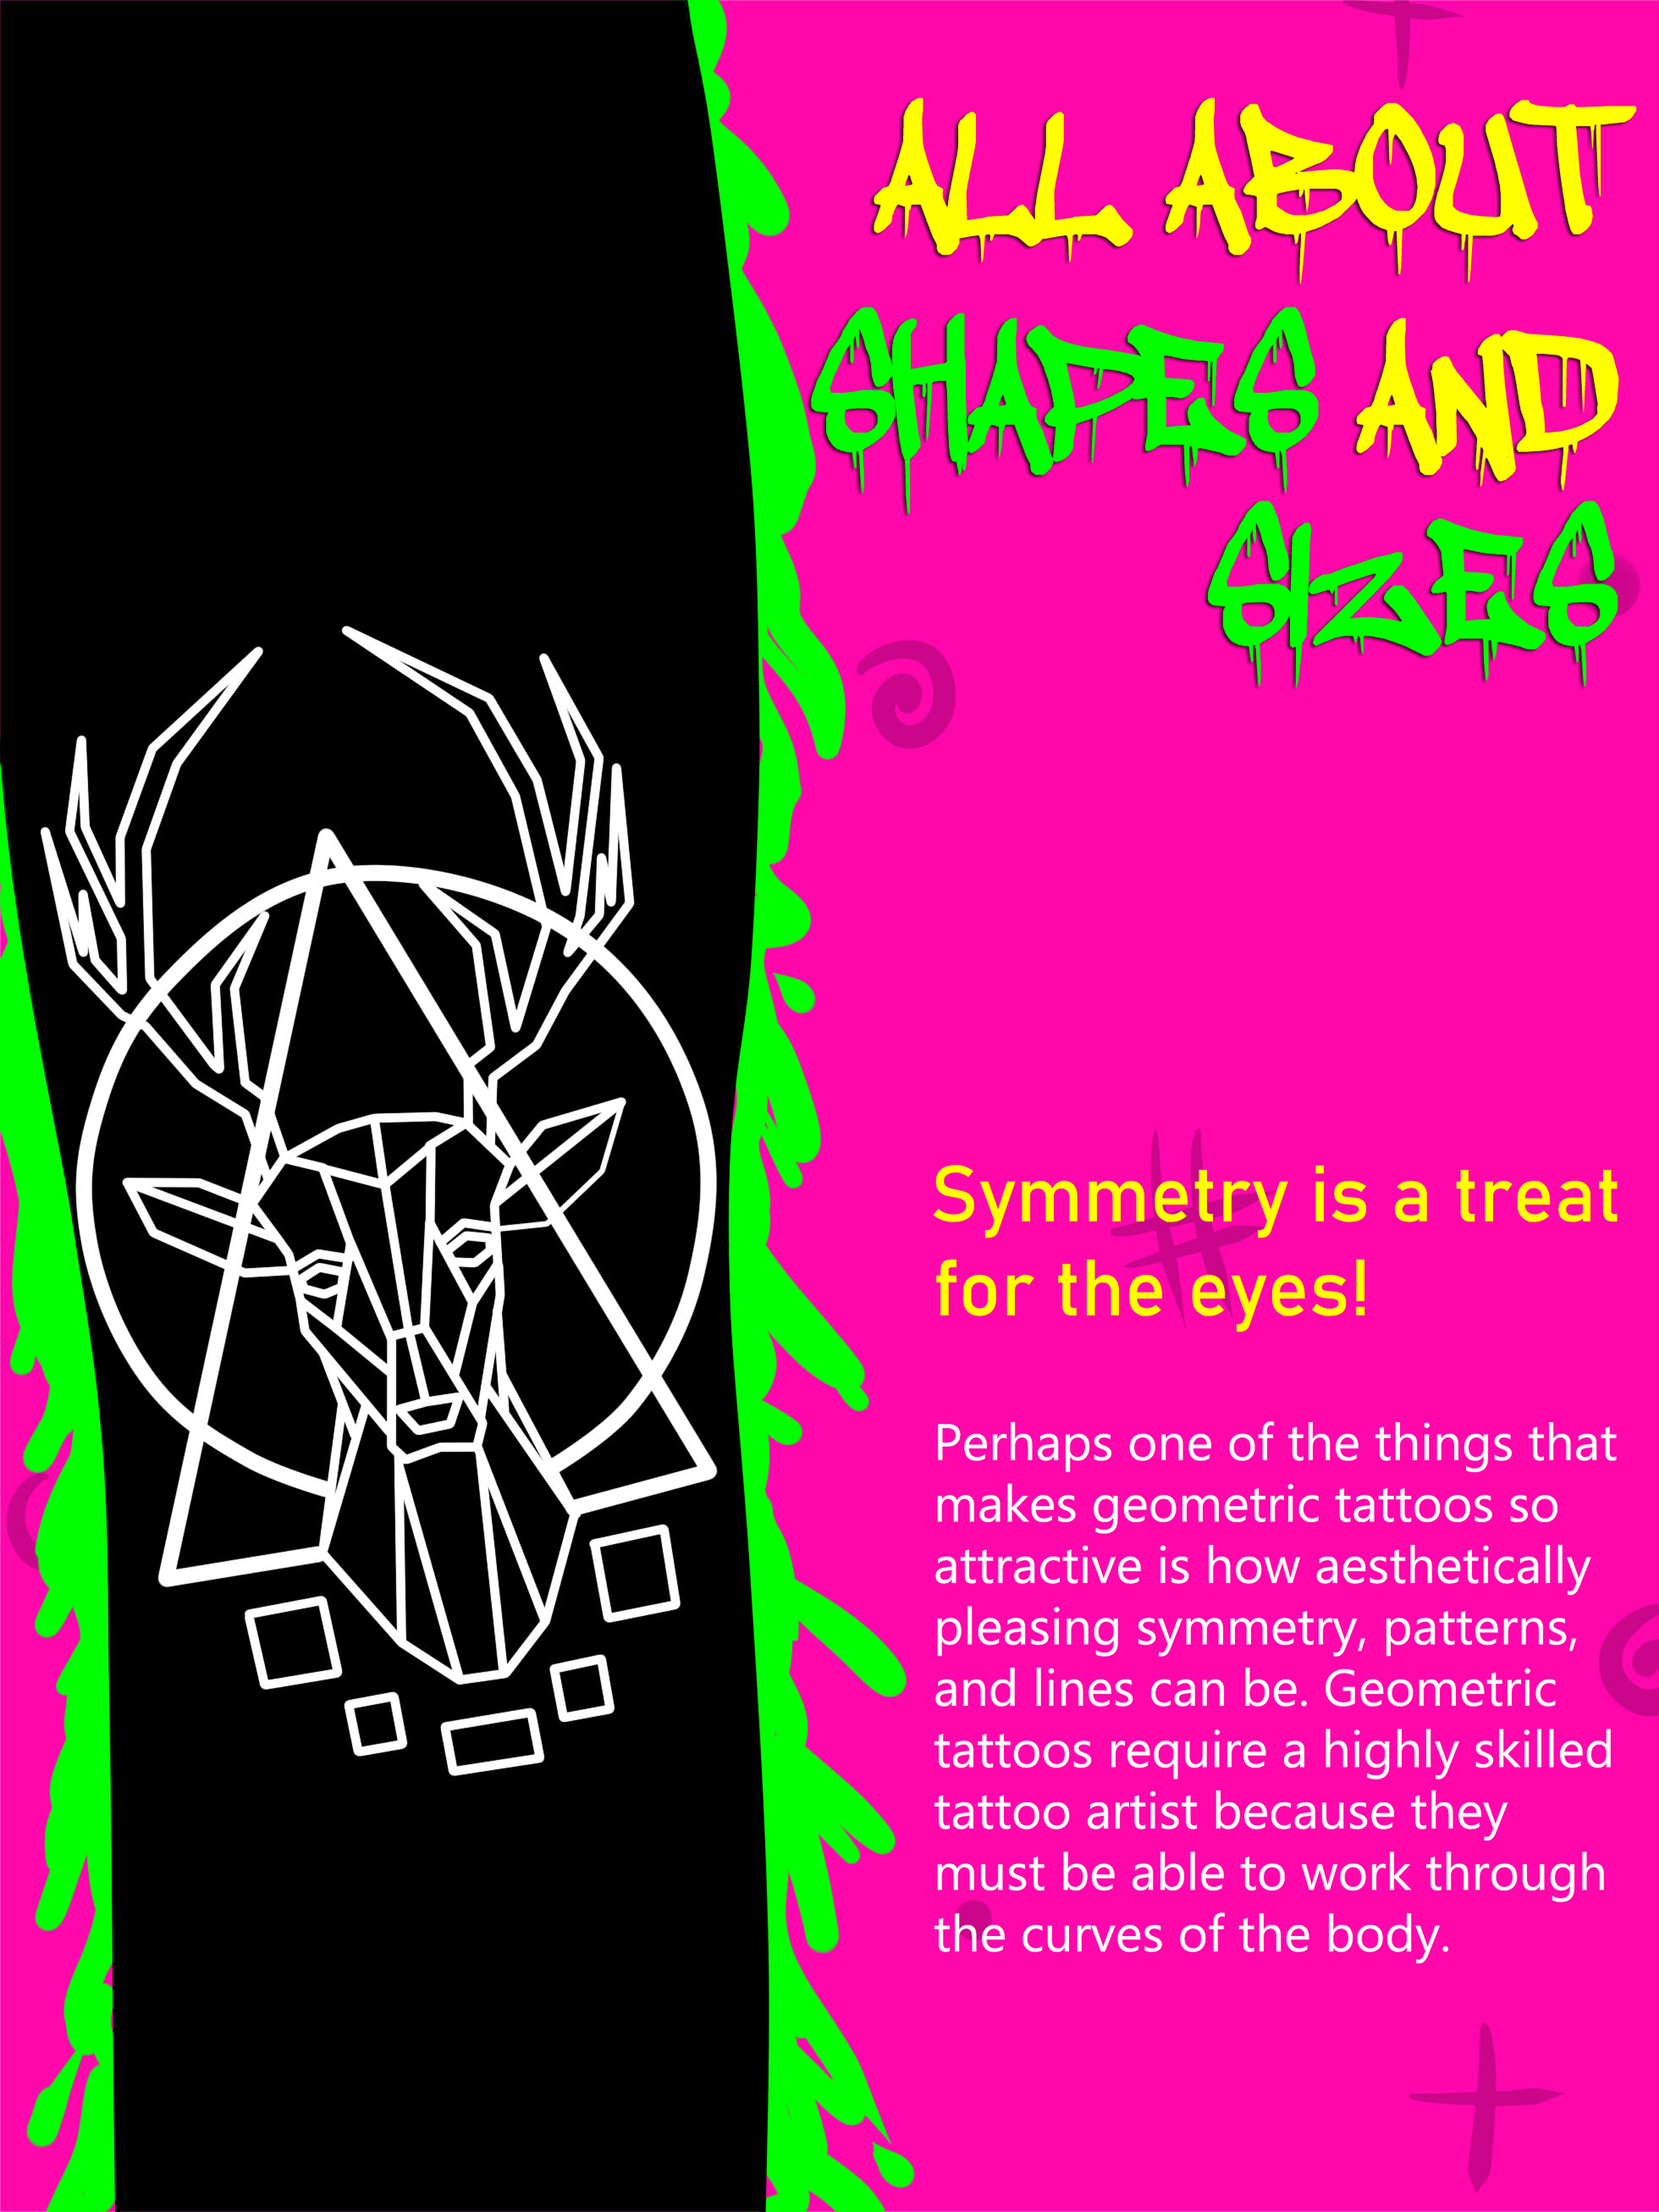 ALL ABOUT
SHAPES AND
SIZES
Symmetry is a treat
for the eyes!
Perhaps one of the things that
makes geometric tattoos so
attractive is how aesthetically
pleasing symmetry, patterns,
and lines can be. Geometric
tattoos require a highly skilled
tattoo artist because they
must be able to work through
the curves of the body.